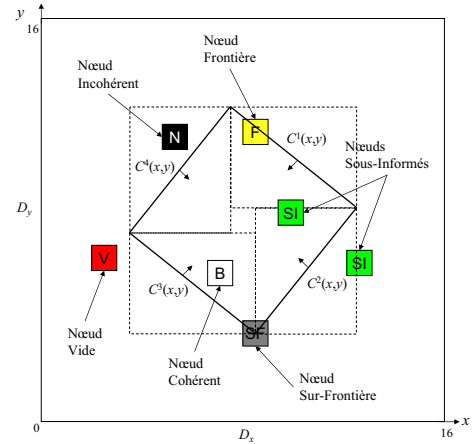 y
16
Nœud
Frontière
Nœud
Incohérent
N
F
C¹(x,y)
Nœuds
Sous-Informés
C⁴(x,y)
SI
D_y
V
B
SI
C³(x,y)
C²(x,y)
Nœud
Vide
SF
Nœud
Cohérent
Nœud
Sur-Frontière
0
D_x
16
x